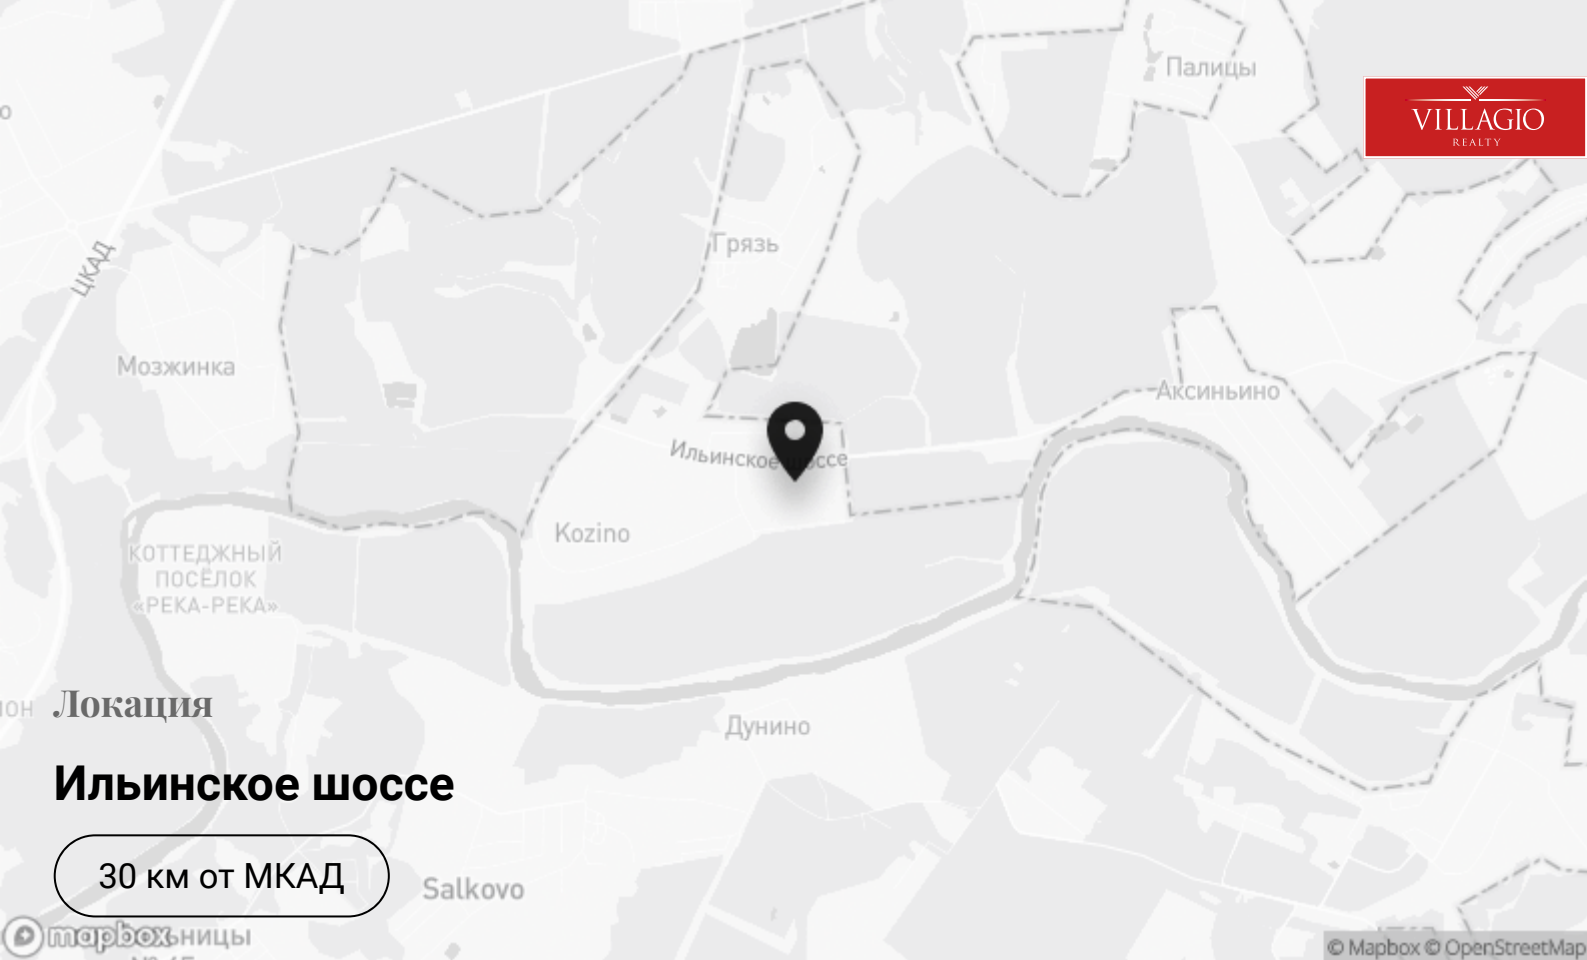 Палицы
VILLAGIO
REALTY
Грязь
ЦКАД
Мозжинка
Аксиньино
Ильинское шоссе
Kozino
КОТТЕДЖНЫЙ
ПОСЁЛОК
«РЕКА-РЕКА»
Локация
Дунино
Ильинское шоссе
30 км от МКАД
Salkovo
mapbox
© Mapbox © OpenStreetMap